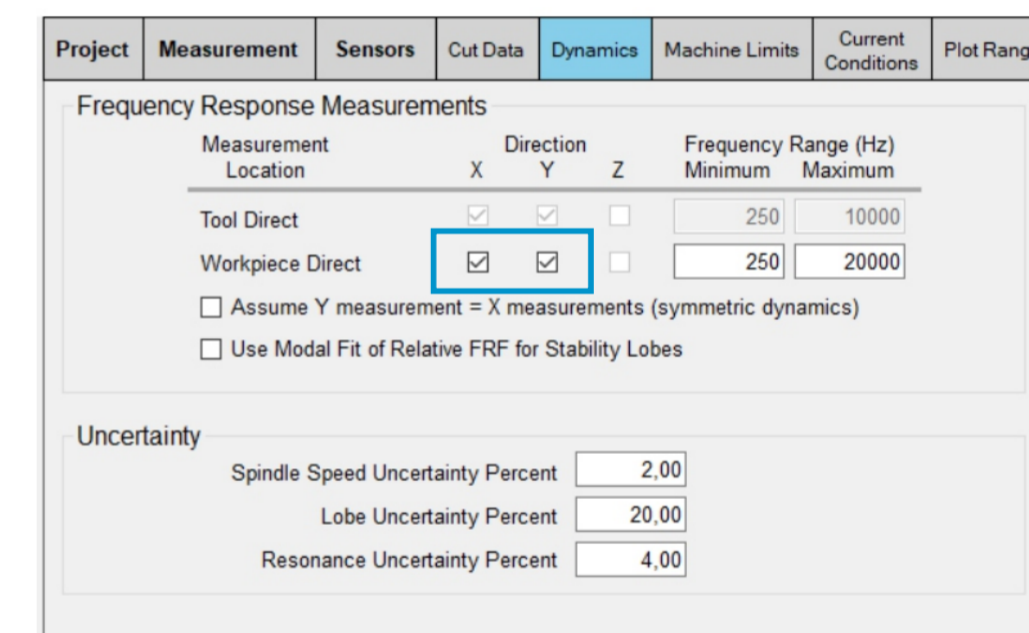 Project Measurement Sensors Cut Data Dynamics Machine Limits Current Conditions Plot Rang
Frequency Response Measurements
Measurement Direction Frequency Range (Hz)
Location X Y Z Minimum Maximum
Tool Direct 250 10000
Workpiece Direct 250 20000
Assume Y measurement = X measurements (symmetric dynamics)
Use Modal Fit of Relative FRF for Stability Lobes
Uncertainty
Spindle Speed Uncertainty Percent 2,00
Lobe Uncertainty Percent 20,00
Resonance Uncertainty Percent 4,00